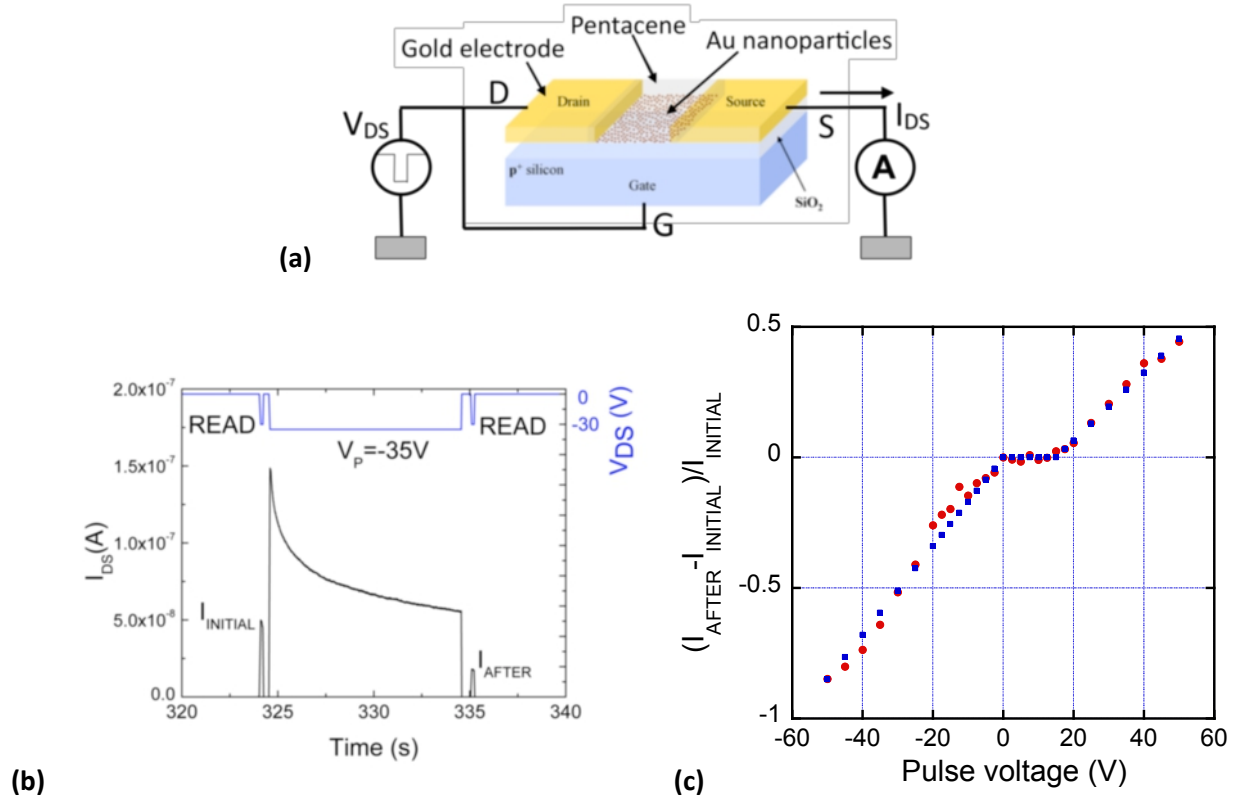 Pentacene
Gold electrode
Au nanoparticles
D
Drain
Source
S
I_DS
V_DS
A
p+ silicon
Gate
SiO2
G
(a)
2.0x10^-7
1.5x10^-7
1.0x10^-7
5.0x10^-8
0.0
I_DS(A)
READ
READ
V_P=-35V
0
-30
V_DS (V)
I_INITIAL
I_AFTER
320
325
330
335
340
Time (s)
(b)
0.5
0
-0.5
-1
(I_AFTER-I_INITIAL)/I_INITIAL
-60
-40
-20
0
20
40
60
Pulse voltage (V)
(c)